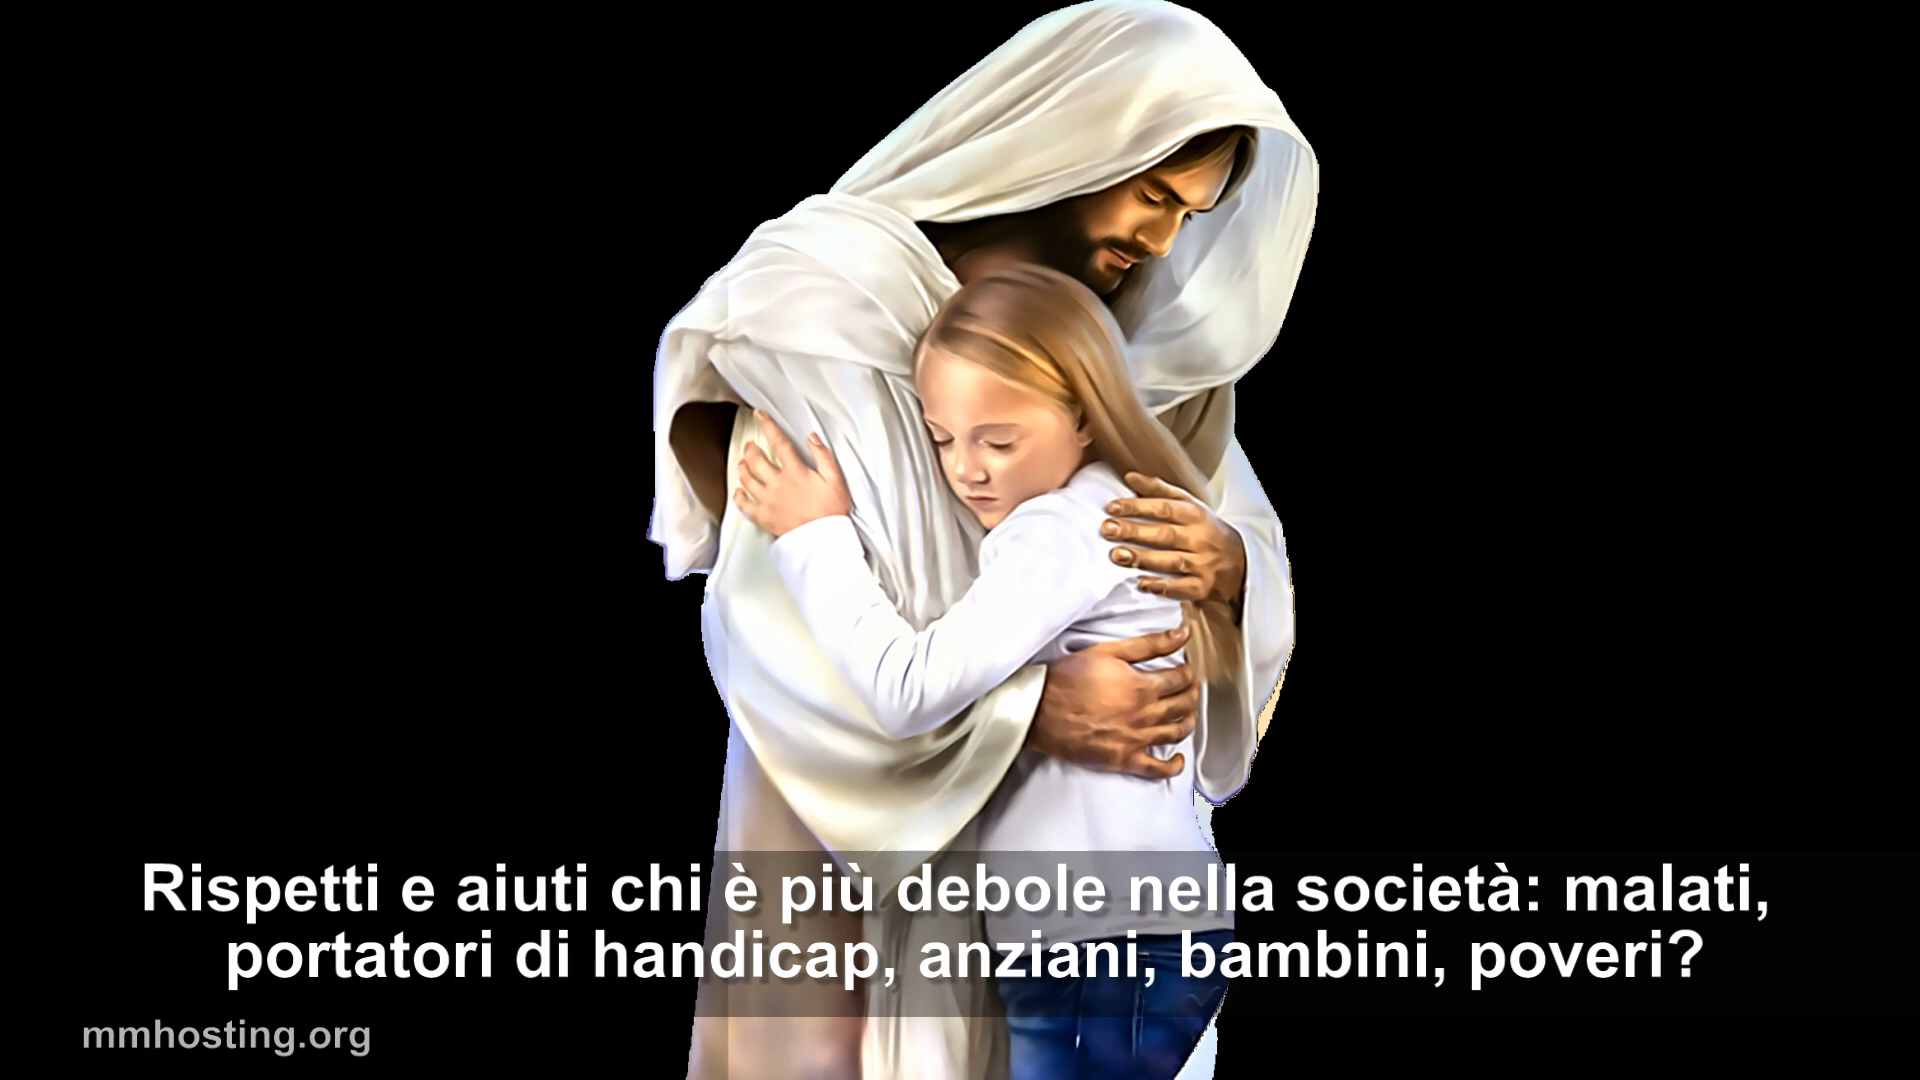 Rispetti e aiuti chi è più debole nella società: malati,
portatori di handicap, anziani, bambini, poveri?
mmhosting.org